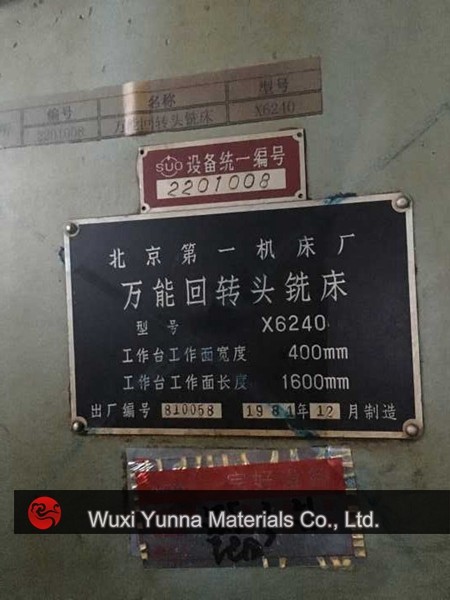 编号 名称 型号
2201008 万能回转头铣床 X6240
SUO 设备统一编号
2201008
北京第一机床厂
万能回转头铣床
型号 X6240
工作台工作面宽度 400mm
工作台工作面长度 1600mm
出厂编号 810058 1981年12月制造
完好
Wuxi Yunna Materials Co., Ltd.